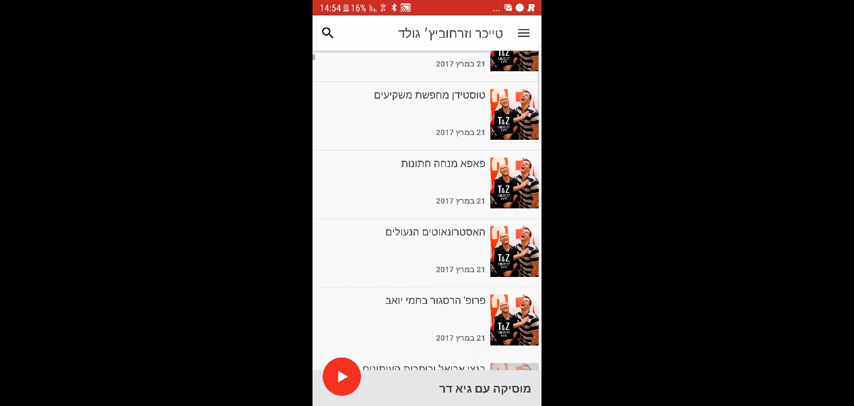 14:54 16%
טייכר וזרחוביץ׳ גולד
21 במרץ 2017
טוסטידן מחפשת משקיעים
21 במרץ 2017
T&Z
פאפא מנחה חתונות
21 במרץ 2017
T&Z
האסטרונאוטים הנעולים
21 במרץ 2017
T&Z
פרופ' הרסגור בחמי יואב
21 במרץ 2017
T&Z
מוסיקה עם גיא דר